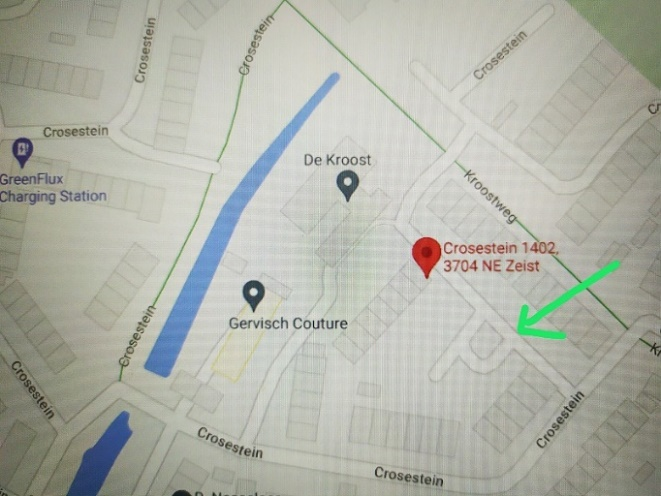 Crosestein
Crosestein
Crosestein
Crosestein
GreenFlux
Charging Station
De Kroost
Kroostweg
Crosestein 1402,
3704 NE Zeist
Gervisch Couture
Crosestein
Crosestein
Crosestein
Crosestein
Crosestein